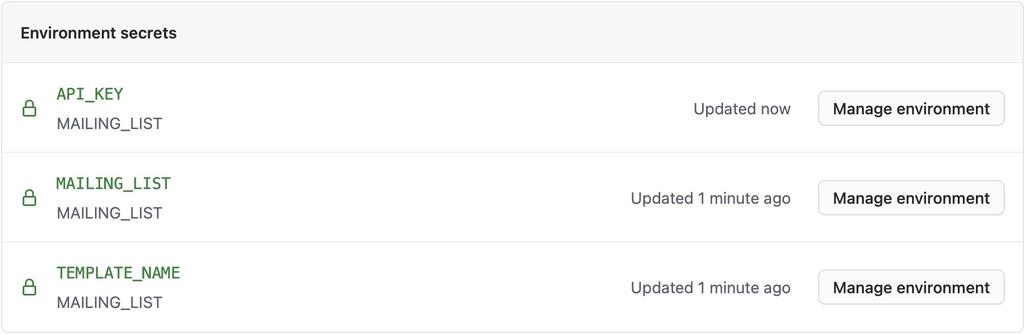 Environment secrets
API_KEY
MAILING_LIST
Updated now
Manage environment
MAILING_LIST
MAILING_LIST
Updated 1 minute ago
Manage environment
TEMPLATE_NAME
MAILING_LIST
Updated 1 minute ago
Manage environment